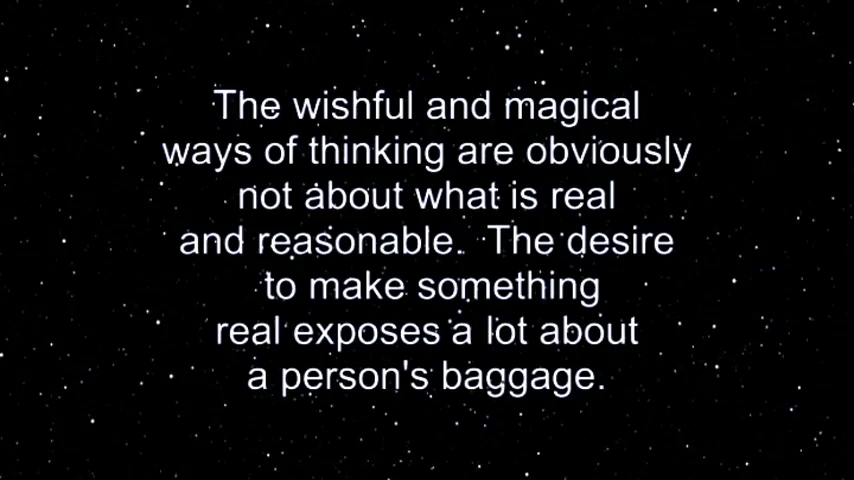 The wishful and magical
ways of thinking are obviously
not about what is real
and reasonable.  The desire
to make something
real exposes a lot about
a person's baggage.